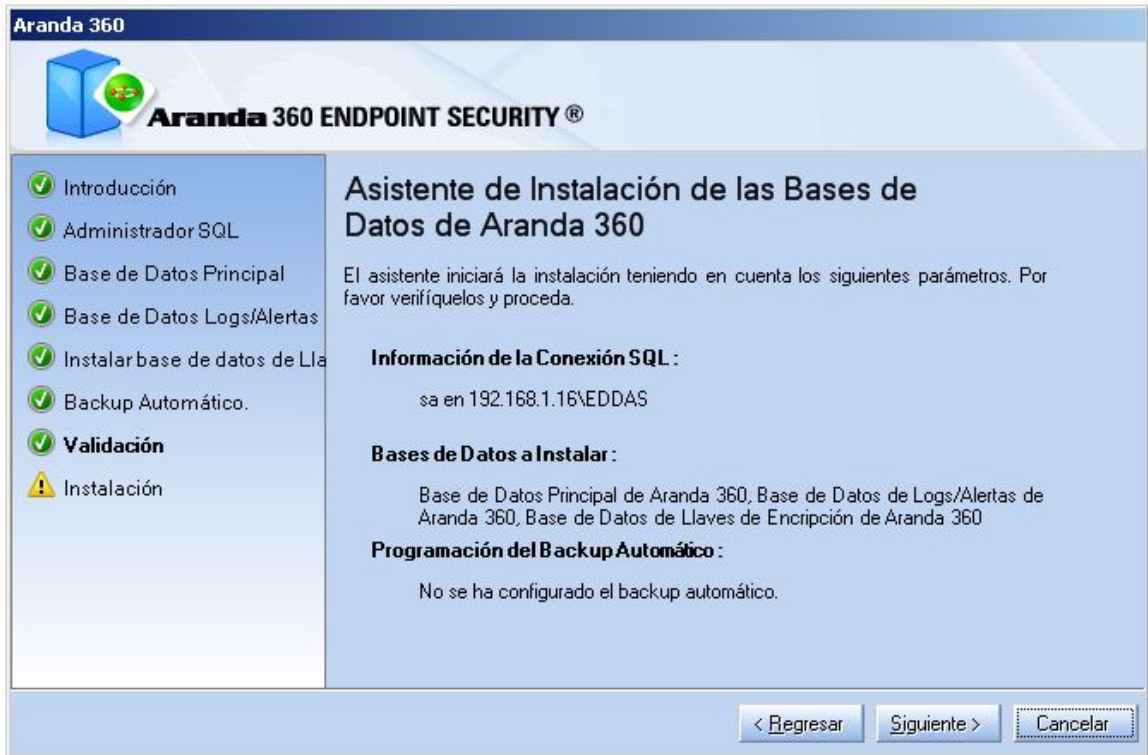 Aranda 360
Aranda 360 ENDPOINT SECURITY ®
Introducción
Administrador SQL
Base de Datos Principal
Base de Datos Logs/Alertas
Instalar base de datos de Lla
Backup Automático.
Validación
Instalación
Asistente de Instalación de las Bases de
Datos de Aranda 360
El asistente iniciará la instalación teniendo en cuenta los siguientes parámetros. Por
favor verifíquelos y proceda.
Información de la Conexión SQL :
sa en 192.168.1.16\EDDAS
Bases de Datos a Instalar :
Base de Datos Principal de Aranda 360, Base de Datos de Logs/Alertas de
Aranda 360, Base de Datos de Llaves de Encripción de Aranda 360
Programación del Backup Automático :
No se ha configurado el backup automático.
< Regresar
Siguiente >
Cancelar